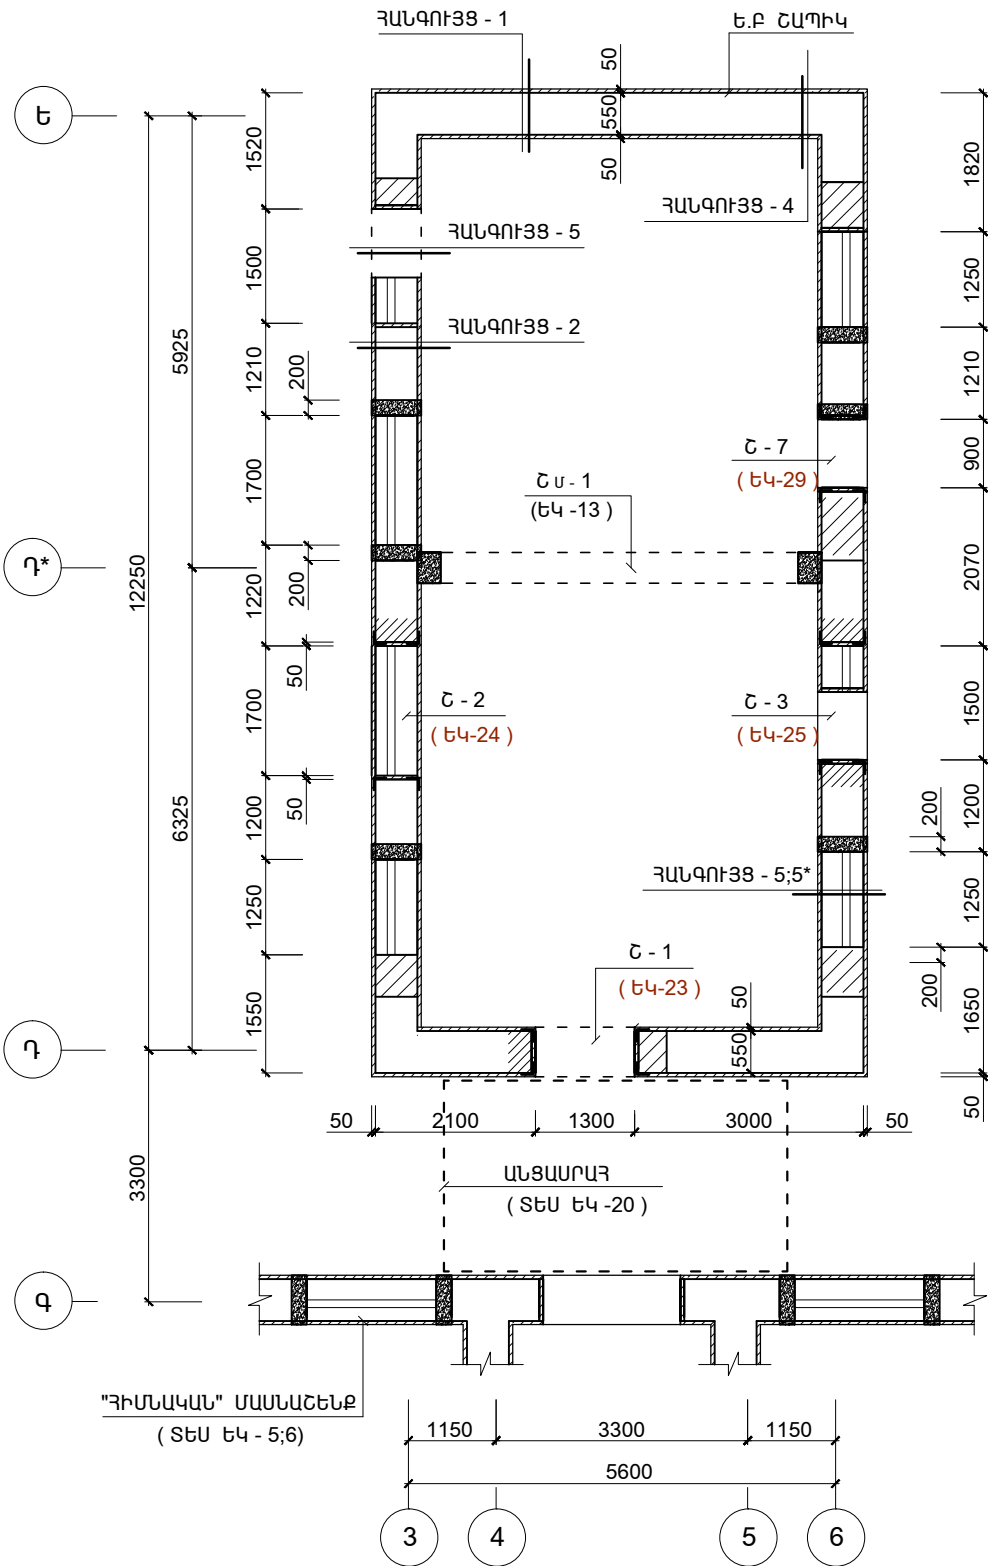 ՀԱՆԳՈՒՅՑ - 1
Ե.Բ ՇԱՊԻԿ
50
550
50
Ե
1520
1820
ՀԱՆԳՈՒՅՑ - 4
ՀԱՆԳՈՒՅՑ - 5
1500
1250
ՀԱՆԳՈՒՅՑ - 2
5925
1210
200
1210
Շ - 7
( ԵԿ-29 )
900
1700
Շ Մ - 1
(ԵԿ -13 )
Դ*
12250
1220
200
2070
50
1700
Շ - 2
( ԵԿ-24 )
Շ - 3
( ԵԿ-25 )
1500
6325
1200
50
200
1200
ՀԱՆԳՈՒՅՑ - 5;5*
1250
1250
Շ - 1
( ԵԿ-23 )
200
1550
50
1650
Դ
550
50
50
2100
1300
3000
50
3300
ԱՆՑԱՍՐԱՀ
( ՏԵՍ ԵԿ -20 )
Գ
"ՀԻՄՆԱԿԱՆ" ՄԱՍՆԱՇԵՆՔ
( ՏԵՍ ԵԿ - 5;6)
1150
3300
1150
5600
3
4
5
6